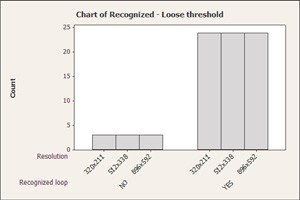 Chart of Recognized - Loose threshold
Count
25
20
15
10
5
0
Resolution 320x211 512x338 896x592 320x211 512x338 896x592
Recognized loop NO YES